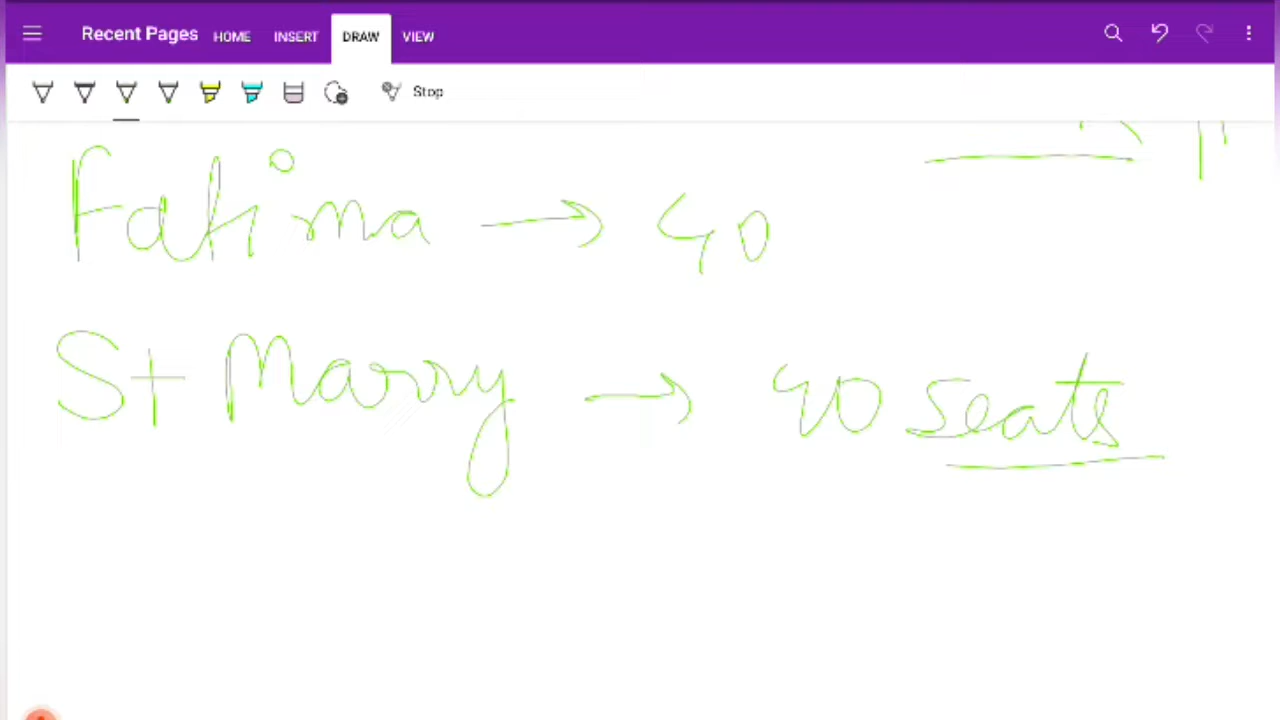 Recent Pages HOME INSERT DRAW VIEW
Stop
Fatima → 40
St Marry → 40 seats